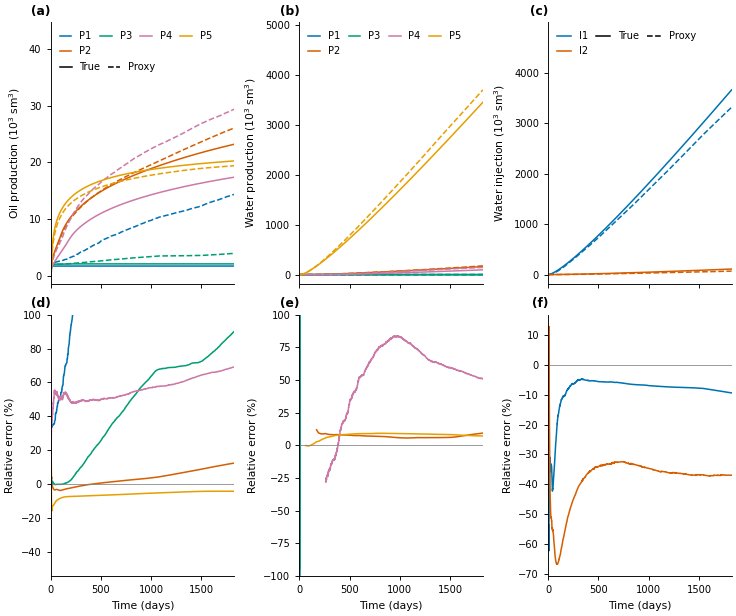 (a) (b) (c)
P1 P3 P4 P5
P2
True Proxy
Oil production (10³ sm³)
40
30
20
10
0
P1 P3 P4 P5
P2
Water production (10³ sm³)
5000
4000
3000
2000
1000
0
I1 True Proxy
I2
Water injection (10³ sm³)
4000
3000
2000
1000
0
(d) (e) (f)
Relative error (%)
100
80
60
40
20
0
−20
−40
0 500 1000 1500
Time (days)
Relative error (%)
100
75
50
25
0
−25
−50
−75
−100
0 500 1000 1500
Time (days)
Relative error (%)
10
0
−10
−20
−30
−40
−50
−60
−70
0 500 1000 1500
Time (days)